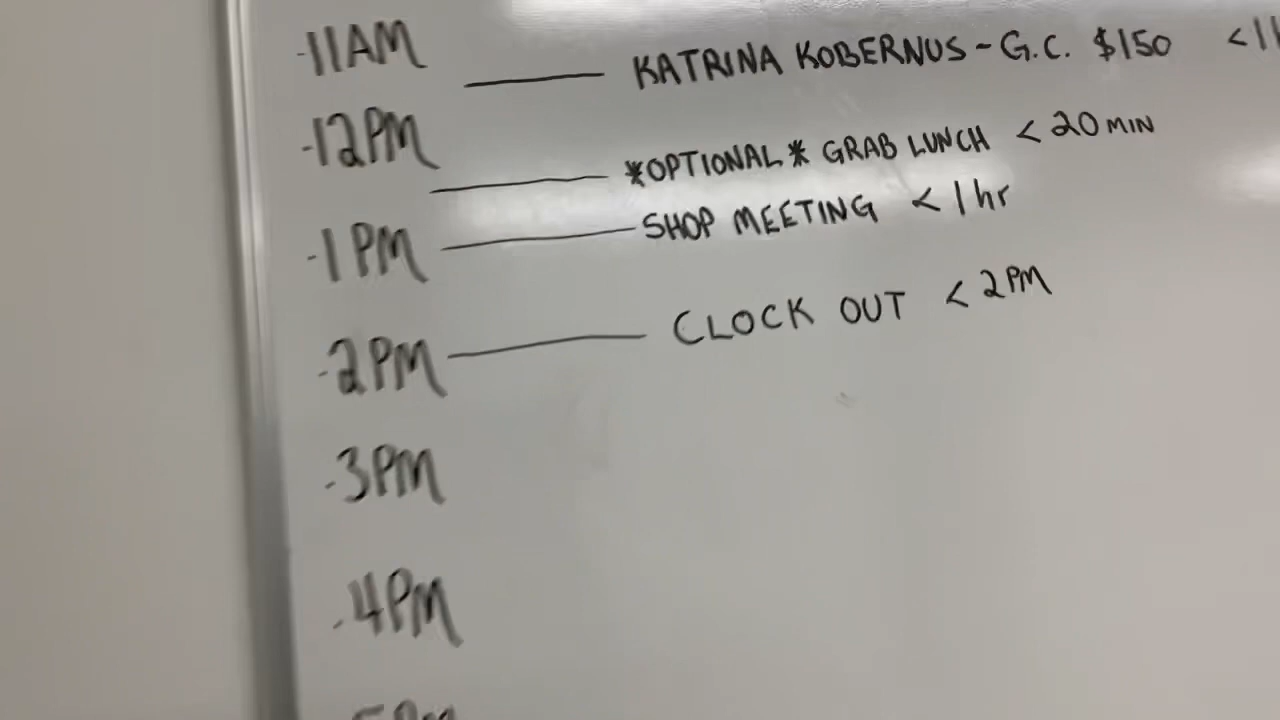 -11AM
KATRINA KOBERNUS - G.C. $150 <1
-12PM
*OPTIONAL* GRAB LUNCH < 20 MIN
-1PM SHOP MEETING < 1hr
-2PM CLOCK OUT < 2PM
-3PM
-4PM